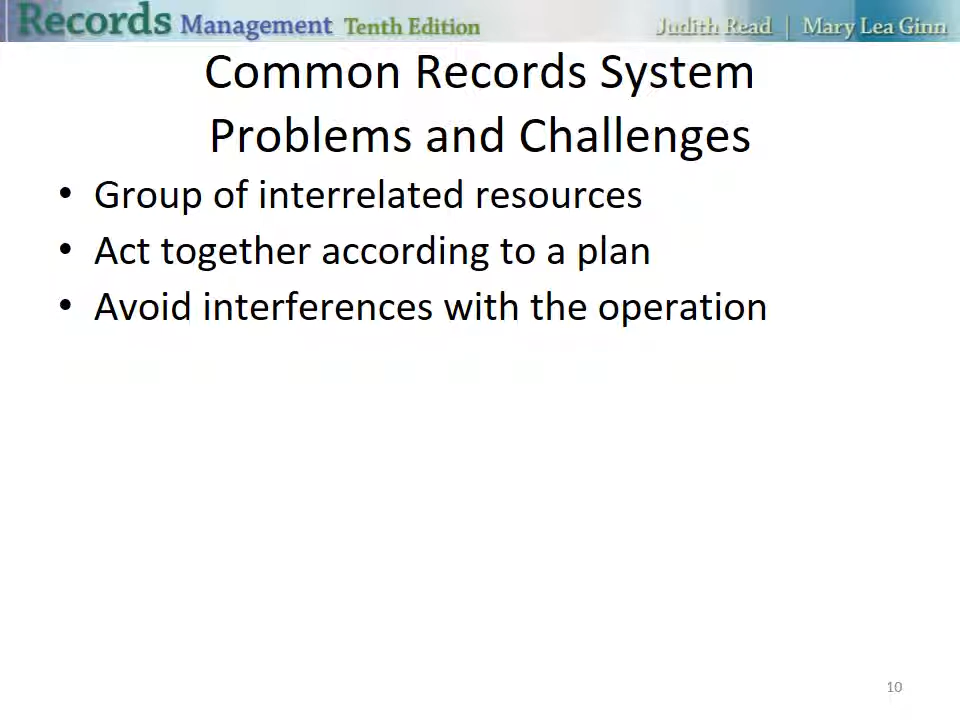 Records Management Tenth Edition Judith Read | Mary Lea Ginn
Common Records System
Problems and Challenges
• Group of interrelated resources
• Act together according to a plan
• Avoid interferences with the operation
10